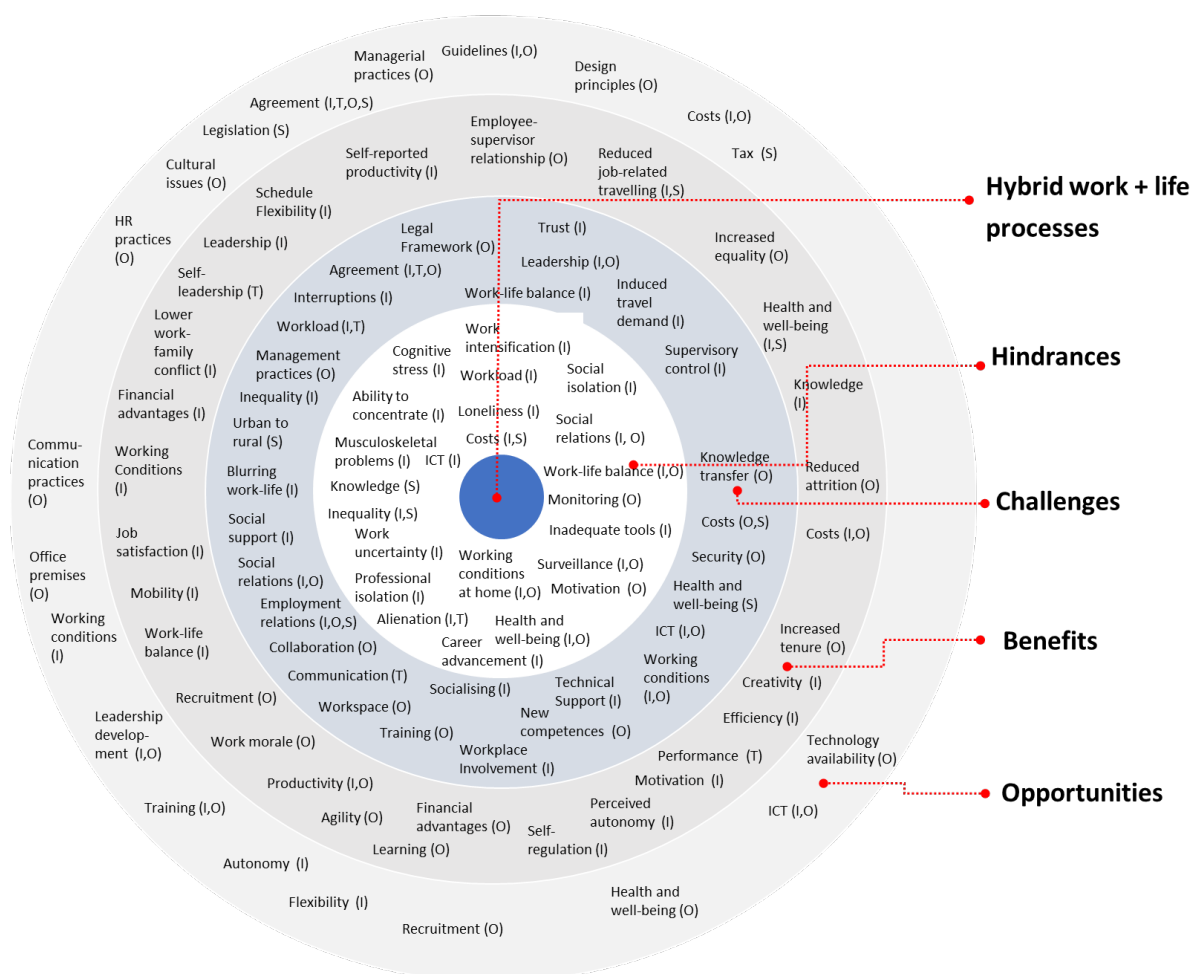 Guidelines (I,O)
Managerial
practices (O)
Design
principles (O)
Agreement (I,T,O,S)
Costs (I,O)
Legislation (S)
Tax (S)
Cultural
issues (O)
HR
practices
(O)
Commu-
nication
practices
(O)
Office
premises
(O)
Working
conditions
(I)
Leadership
develop-
ment (I,O)
Training (I,O)
Autonomy (I)
Flexibility (I)
Recruitment (O)
Health and
well-being (O)
ICT (I,O)
Technology
availability (O)
Employee-
supervisor
relationship (O)
Self-reported
productivity (I)
Reduced
job-related
travelling (I,S)
Schedule
Flexibility (I)
Leadership (I)
Increased
equality (O)
Self-
leadership (T)
Health and
well-being
(I,S)
Lower
work-
family
conflict (I)
Knowledge
(I)
Financial
advantages (I)
Working
Conditions
(I)
Reduced
attrition (O)
Job
satisfaction (I)
Costs (I,O)
Mobility (I)
Work-life
balance (I)
Increased
tenure (O)
Creativity (I)
Recruitment (O)
Efficiency (I)
Work morale (O)
Performance (T)
Productivity (I,O)
Motivation (I)
Agility (O)
Financial
advantages (O)
Perceived
autonomy (I)
Learning (O)
Self-
regulation (I)
Legal
Framework (O)
Trust (I)
Agreement (I,T,O)
Leadership (I,O)
Interruptions (I)
Work-life balance (I)
Induced
travel
demand (I)
Workload (I,T)
Management
practices (O)
Supervisory
control (I)
Inequality (I)
Urban to
rural (S)
Blurring
work-life (I)
Knowledge
transfer (O)
Social
support (I)
Costs (O,S)
Social
relations (I,O)
Security (O)
Employment
relations (I,O,S)
Health and
well-being (S)
Collaboration (O)
ICT (I,O)
Communication (T)
Working
conditions
(I,O)
Workspace (O)
Socialising (I)
Technical
Support (I)
Training (O)
New
competences (O)
Workplace
Involvement (I)
Work
intensification (I)
Cognitive
stress (I)
Workload (I)
Social
isolation (I)
Ability to
concentrate (I)
Loneliness (I)
Social
relations (I, O)
Costs (I,S)
Musculoskeletal
problems (I)
ICT (I)
Work-life balance (I,O)
Knowledge (S)
Monitoring (O)
Inequality (I,S)
Inadequate tools (I)
Work
uncertainty (I)
Working
conditions
at home (I,O)
Surveillance (I,O)
Professional
isolation (I)
Motivation (O)
Alienation (I,T)
Health and
well-being (I,O)
Career
advancement (I)
Hybrid work + life
processes
Hindrances
Challenges
Benefits
Opportunities